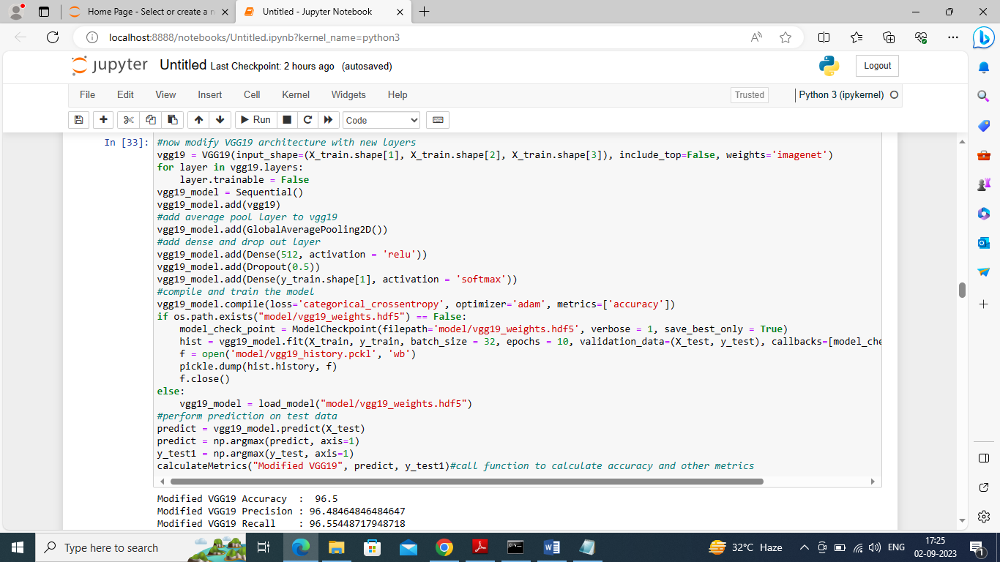 Home Page - Select or create a n
Untitled - Jupyter Notebook
localhost:8888/notebooks/Untitled.ipynb?kernel_name=python3
jupyter Untitled Last Checkpoint: 2 hours ago (autosaved)
Logout
File Edit View Insert Cell Kernel Widgets Help
Trusted
Python 3 (ipykernel)
Run
Code
In [33]:
#now modify VGG19 architecture with new layers
vgg19 = VGG19(input_shape=(X_train.shape[1], X_train.shape[2], X_train.shape[3]), include_top=False, weights='imagenet')
for layer in vgg19.layers:
    layer.trainable = False
vgg19_model = Sequential()
vgg19_model.add(vgg19)
#add average pool layer to vgg19
vgg19_model.add(GlobalAveragePooling2D())
#add dense and drop out layer
vgg19_model.add(Dense(512, activation = 'relu'))
vgg19_model.add(Dropout(0.5))
vgg19_model.add(Dense(y_train.shape[1], activation = 'softmax'))
#compile and train the model
vgg19_model.compile(loss='categorical_crossentropy', optimizer='adam', metrics=['accuracy'])
if os.path.exists("model/vgg19_weights.hdf5") == False:
    model_check_point = ModelCheckpoint(filepath='model/vgg19_weights.hdf5', verbose = 1, save_best_only = True)
    hist = vgg19_model.fit(X_train, y_train, batch_size = 32, epochs = 10, validation_data=(X_test, y_test), callbacks=[model_che
    f = open('model/vgg19_history.pckl', 'wb')
    pickle.dump(hist.history, f)
    f.close()
else:
    vgg19_model = load_model("model/vgg19_weights.hdf5")
#perform prediction on test data
predict = vgg19_model.predict(X_test)
predict = np.argmax(predict, axis=1)
y_test1 = np.argmax(y_test, axis=1)
calculateMetrics("Modified VGG19", predict, y_test1)#call function to calculate accuracy and other metrics
Modified VGG19 Accuracy  :  96.5
Modified VGG19 Precision : 96.48464846484647
Modified VGG19 Recall    : 96.55448717948718
Type here to search
32°C Haze
ENG
17:25
02-09-2023
1